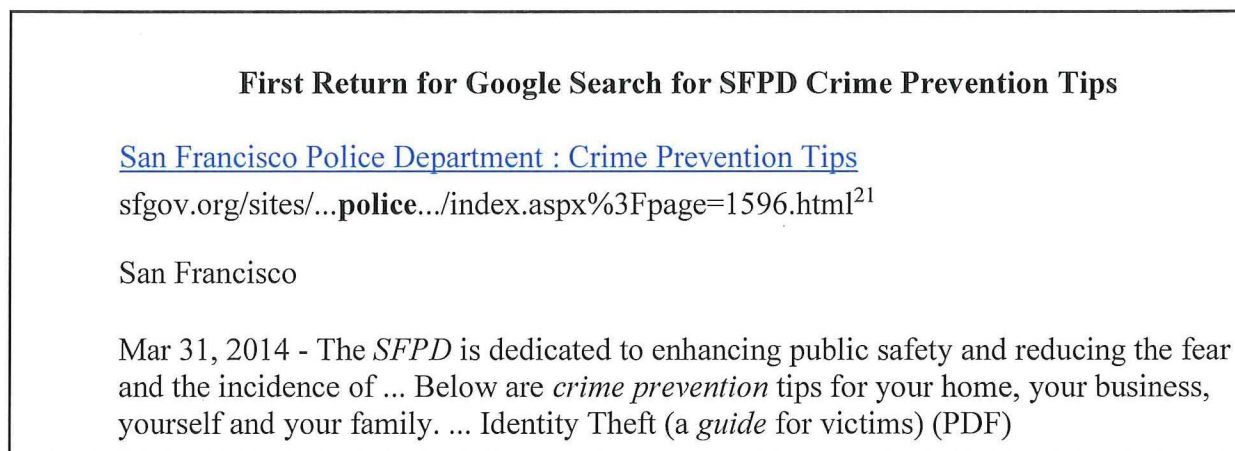 First Return for Google Search for SFPD Crime Prevention Tips
San Francisco Police Department : Crime Prevention Tips
sfgov.org/sites/...police.../index.aspx%3Fpage=1596.html21
San Francisco
Mar 31, 2014 - The SFPD is dedicated to enhancing public safety and reducing the fear
and the incidence of ... Below are crime prevention tips for your home, your business,
yourself and your family. ... Identity Theft (a guide for victims) (PDF)